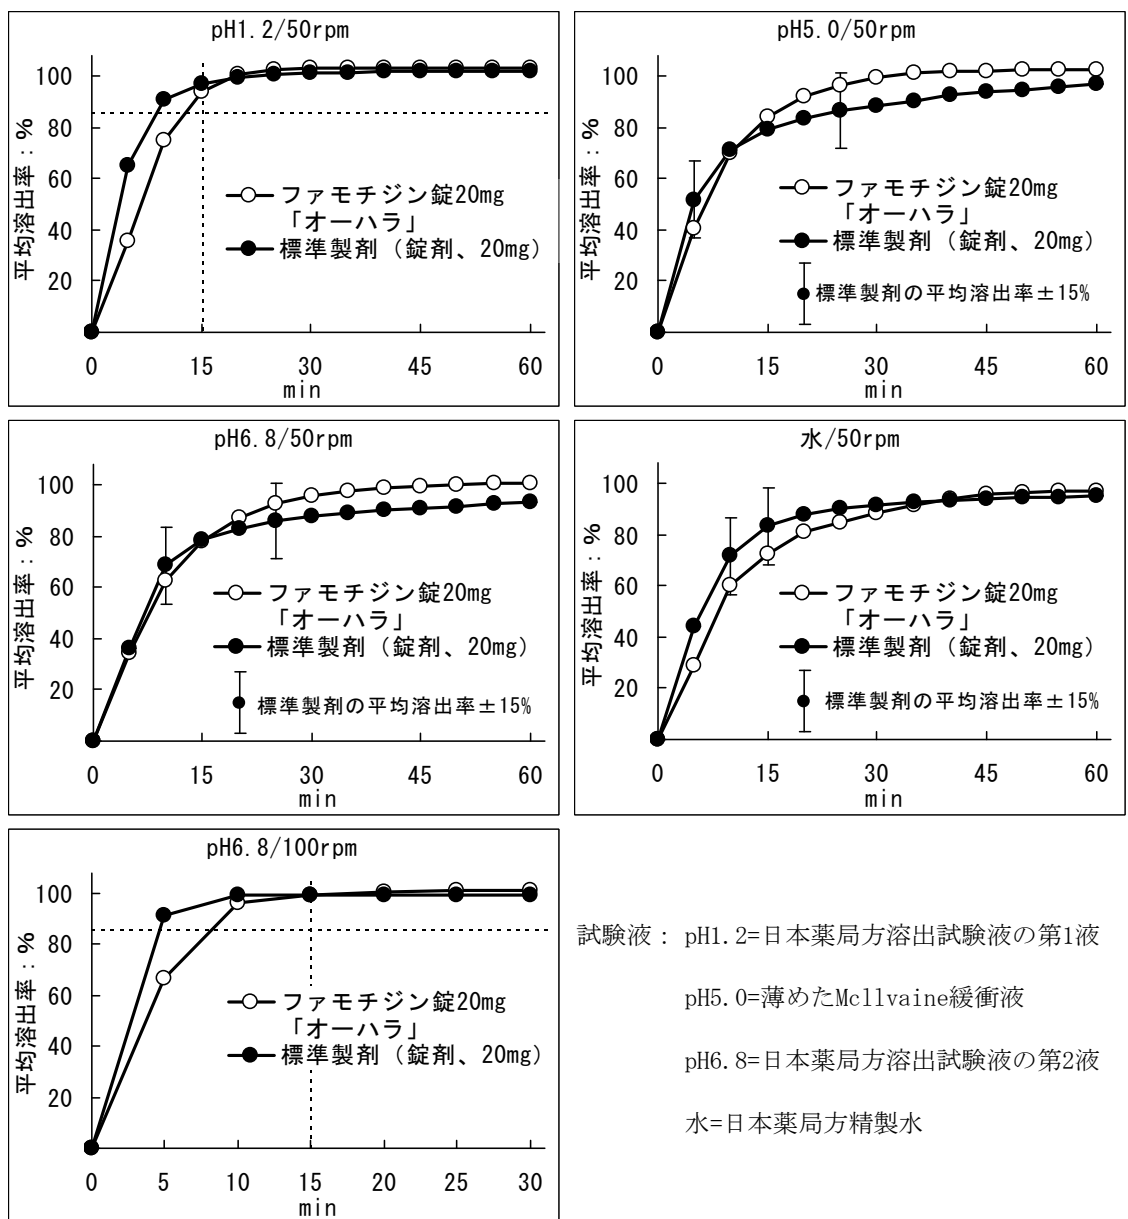 pH1.2/50rpm
平均溶出率：%
100
80
60
40
20
ファモチジン錠20mg
「オーハラ」
標準製剤（錠剤、20mg）
0 15 30 45 60
min
pH5.0/50rpm
平均溶出率：%
100
80
60
40
20
ファモチジン錠20mg
「オーハラ」
標準製剤（錠剤、20mg）
標準製剤の平均溶出率±15%
0 15 30 45 60
min
pH6.8/50rpm
平均溶出率：%
100
80
60
40
20
ファモチジン錠20mg
「オーハラ」
標準製剤（錠剤、20mg）
標準製剤の平均溶出率±15%
0 15 30 45 60
min
水/50rpm
平均溶出率：%
100
80
60
40
20
ファモチジン錠20mg
「オーハラ」
標準製剤（錠剤、20mg）
標準製剤の平均溶出率±15%
0 15 30 45 60
min
pH6.8/100rpm
平均溶出率：%
100
80
60
40
20
ファモチジン錠20mg
「オーハラ」
標準製剤（錠剤、20mg）
0 5 10 15 20 25 30
min
試験液：pH1.2=日本薬局方溶出試験液の第1液
pH5.0=薄めたMcllvaine緩衝液
pH6.8=日本薬局方溶出試験液の第2液
水=日本薬局方精製水